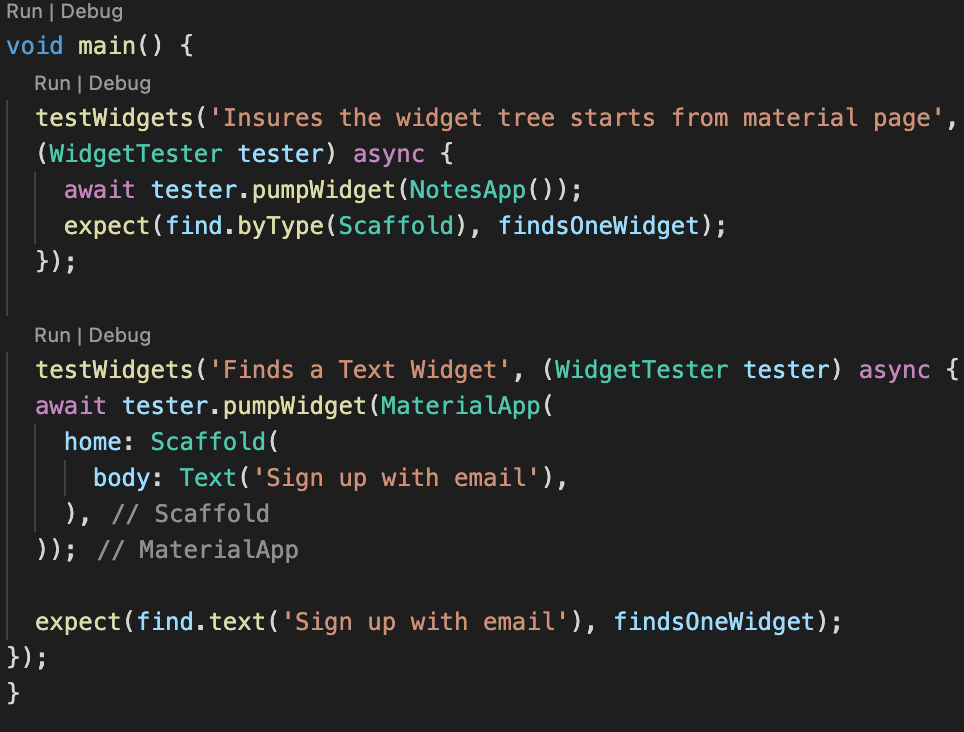 Run | Debug
void main() {
Run | Debug
testWidgets('Insures the widget tree starts from material page',
(WidgetTester tester) async {
await tester.pumpWidget(NotesApp());
expect(find.byType(Scaffold), findsOneWidget);
});
Run | Debug
testWidgets('Finds a Text Widget', (WidgetTester tester) async {
await tester.pumpWidget(MaterialApp(
home: Scaffold(
body: Text('Sign up with email'),
), // Scaffold
)); // MaterialApp
expect(find.text('Sign up with email'), findsOneWidget);
});
}